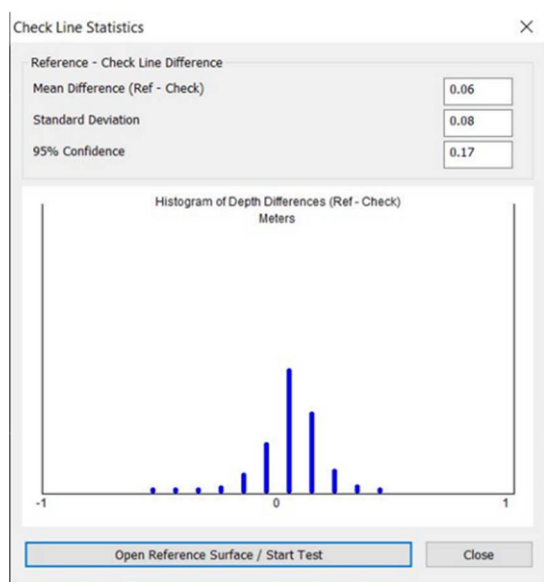 Check Line Statistics
Reference - Check Line Difference
Mean Difference (Ref - Check) 0.06
Standard Deviation 0.08
95% Confidence 0.17
Histogram of Depth Differences (Ref - Check)
Meters
-1 0 1
Open Reference Surface / Start Test Close